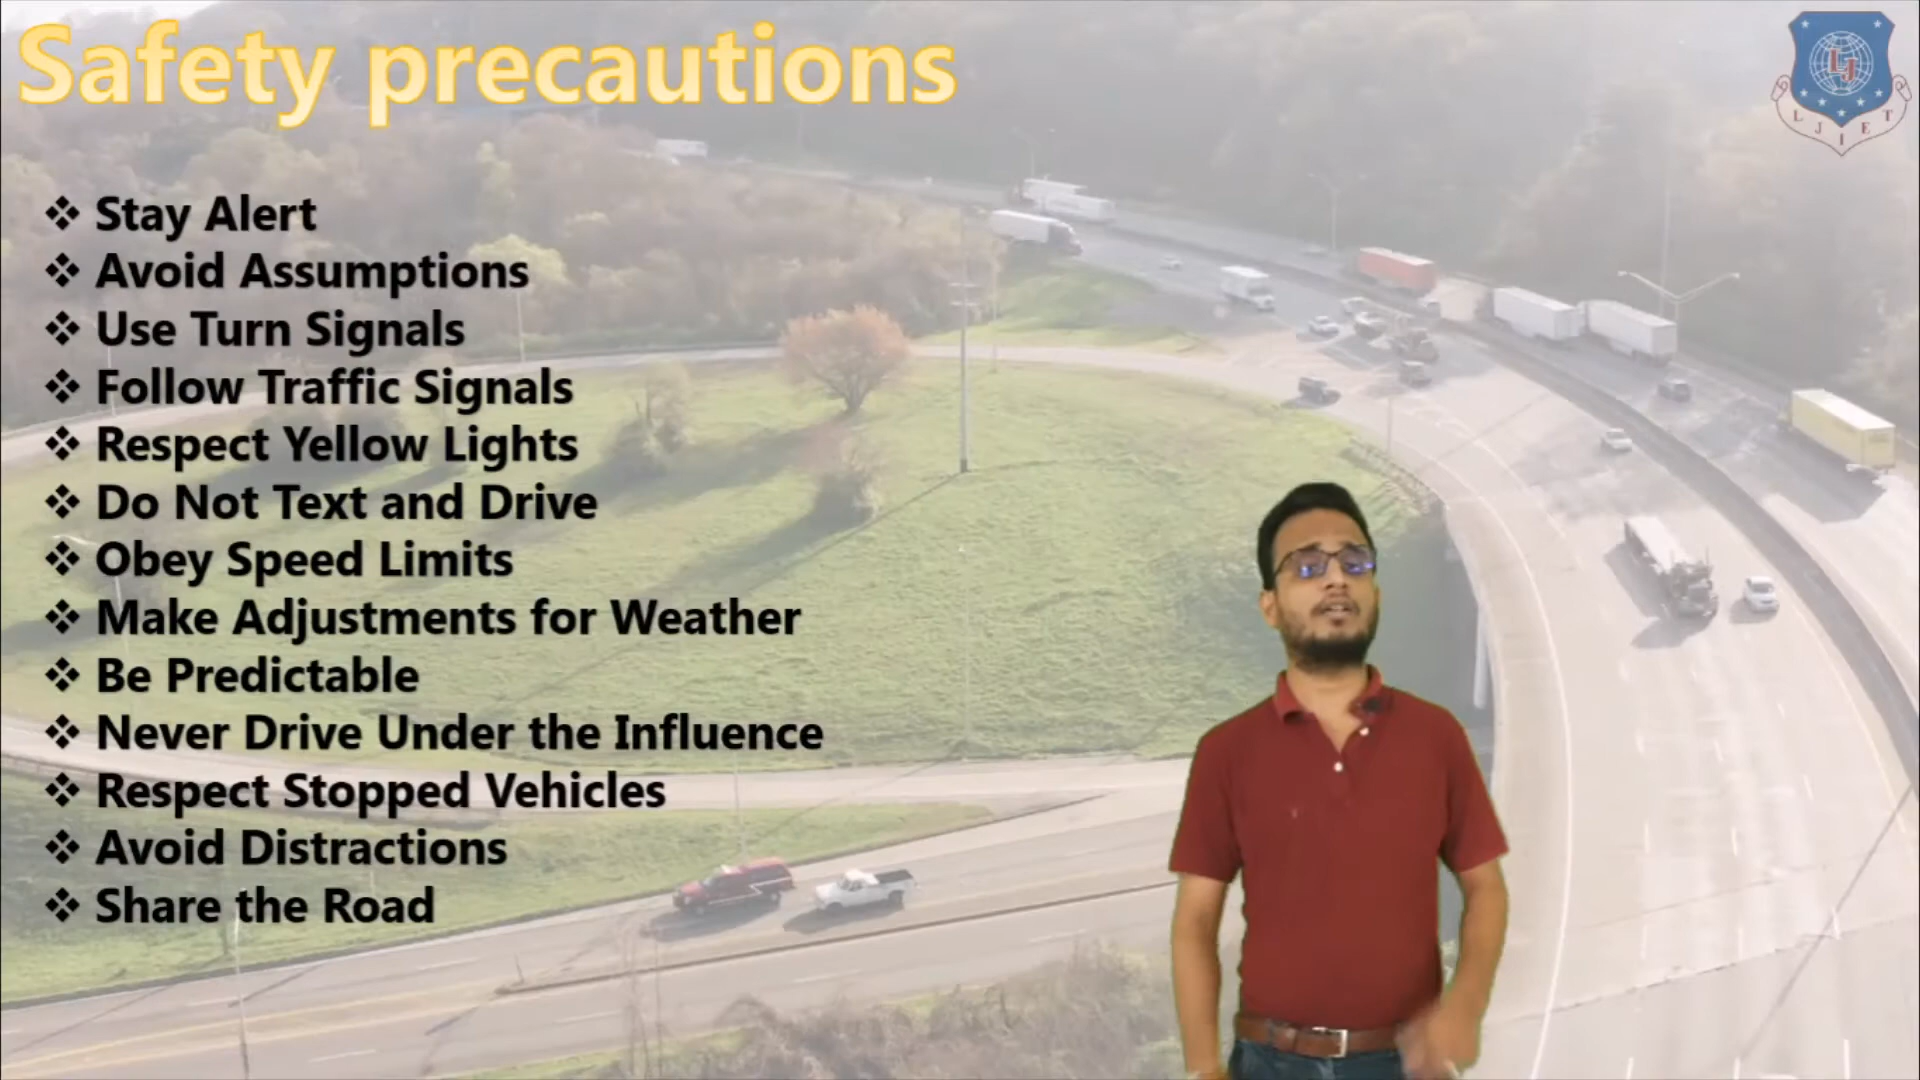 Safety precautions
LJ
LJIET
❖ Stay Alert
❖ Avoid Assumptions
❖ Use Turn Signals
❖ Follow Traffic Signals
❖ Respect Yellow Lights
❖ Do Not Text and Drive
❖ Obey Speed Limits
❖ Make Adjustments for Weather
❖ Be Predictable
❖ Never Drive Under the Influence
❖ Respect Stopped Vehicles
❖ Avoid Distractions
❖ Share the Road